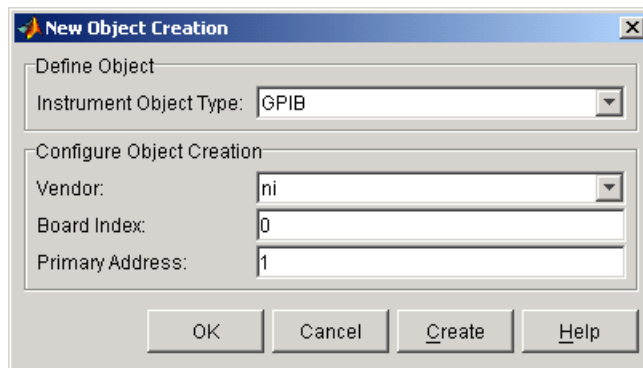 New Object Creation
Define Object
Instrument Object Type: GPIB
Configure Object Creation
Vendor: ni
Board Index: 0
Primary Address: 1
OK Cancel Create Help